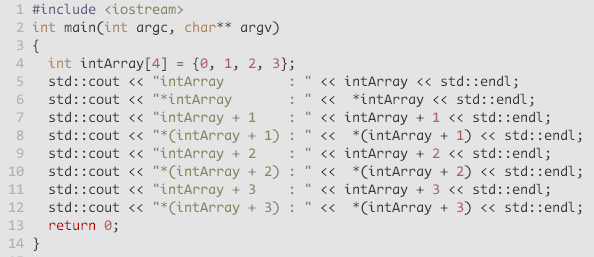 1 #include <iostream>
2 int main(int argc, char** argv)
3 {
4   int intArray[4] = {0, 1, 2, 3};
5   std::cout << "intArray        : " << intArray << std::endl;
6   std::cout << "*intArray       : " <<  *intArray << std::endl;
7   std::cout << "intArray + 1    : " << intArray + 1 << std::endl;
8   std::cout << "*(intArray + 1) : " <<  *(intArray + 1) << std::endl;
9   std::cout << "intArray + 2    : " << intArray + 2 << std::endl;
10   std::cout << "*(intArray + 2) : " <<  *(intArray + 2) << std::endl;
11   std::cout << "intArray + 3    : " << intArray + 3 << std::endl;
12   std::cout << "*(intArray + 3) : " <<  *(intArray + 3) << std::endl;
13   return 0;
14 }